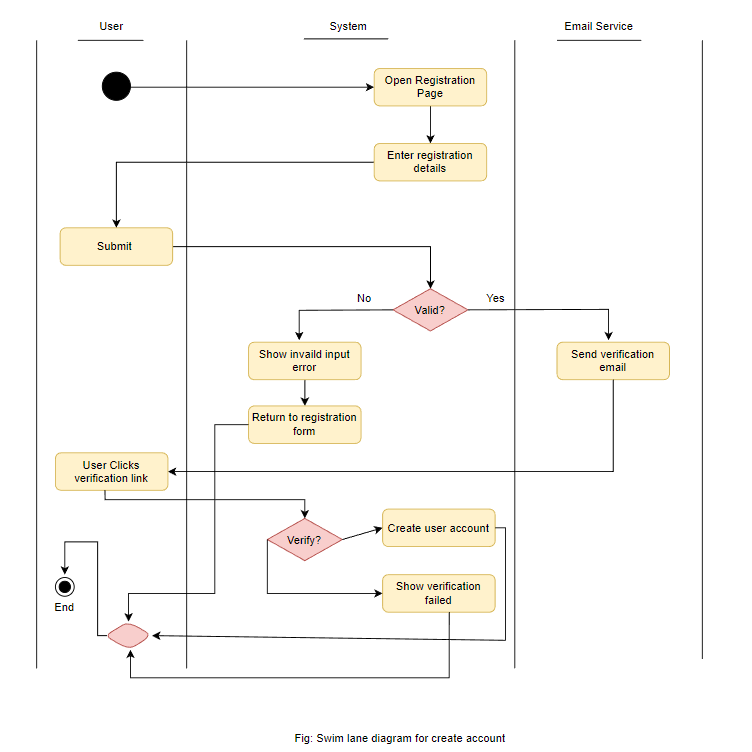 User
System
Email Service
Open Registration
Page
Enter registration
details
Submit
Valid?
No
Yes
Show invaild input
error
Send verification
email
Return to registration
form
User Clicks
verification link
Verify?
Create user account
Show verification
failed
End
Fig: Swim lane diagram for create account